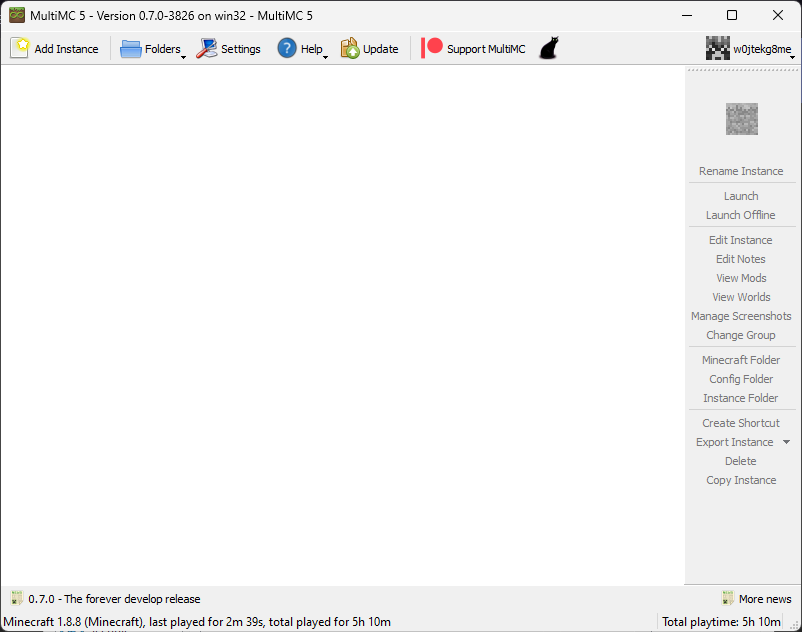 MultiMC 5 - Version 0.7.0-3826 on win32 - MultiMC 5
Add Instance Folders Settings Help Update Support MultiMC w0jtekg8me
Rename Instance
Launch
Launch Offline
Edit Instance
Edit Notes
View Mods
View Worlds
Manage Screenshots
Change Group
Minecraft Folder
Config Folder
Instance Folder
Create Shortcut
Export Instance
Delete
Copy Instance
0.7.0 - The forever develop release More news
Minecraft 1.8.8 (Minecraft), last played for 2m 39s, total played for 5h 10m Total playtime: 5h 10m